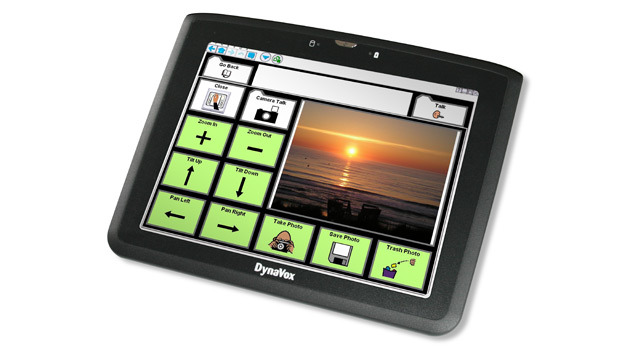 Go Back
Talk
Close
Camera Talk
Zoom In
Zoom Out
Tilt Up
Tilt Down
Pan Left
Pan Right
Take Photo
Save Photo
Trash Photo
DynaVox